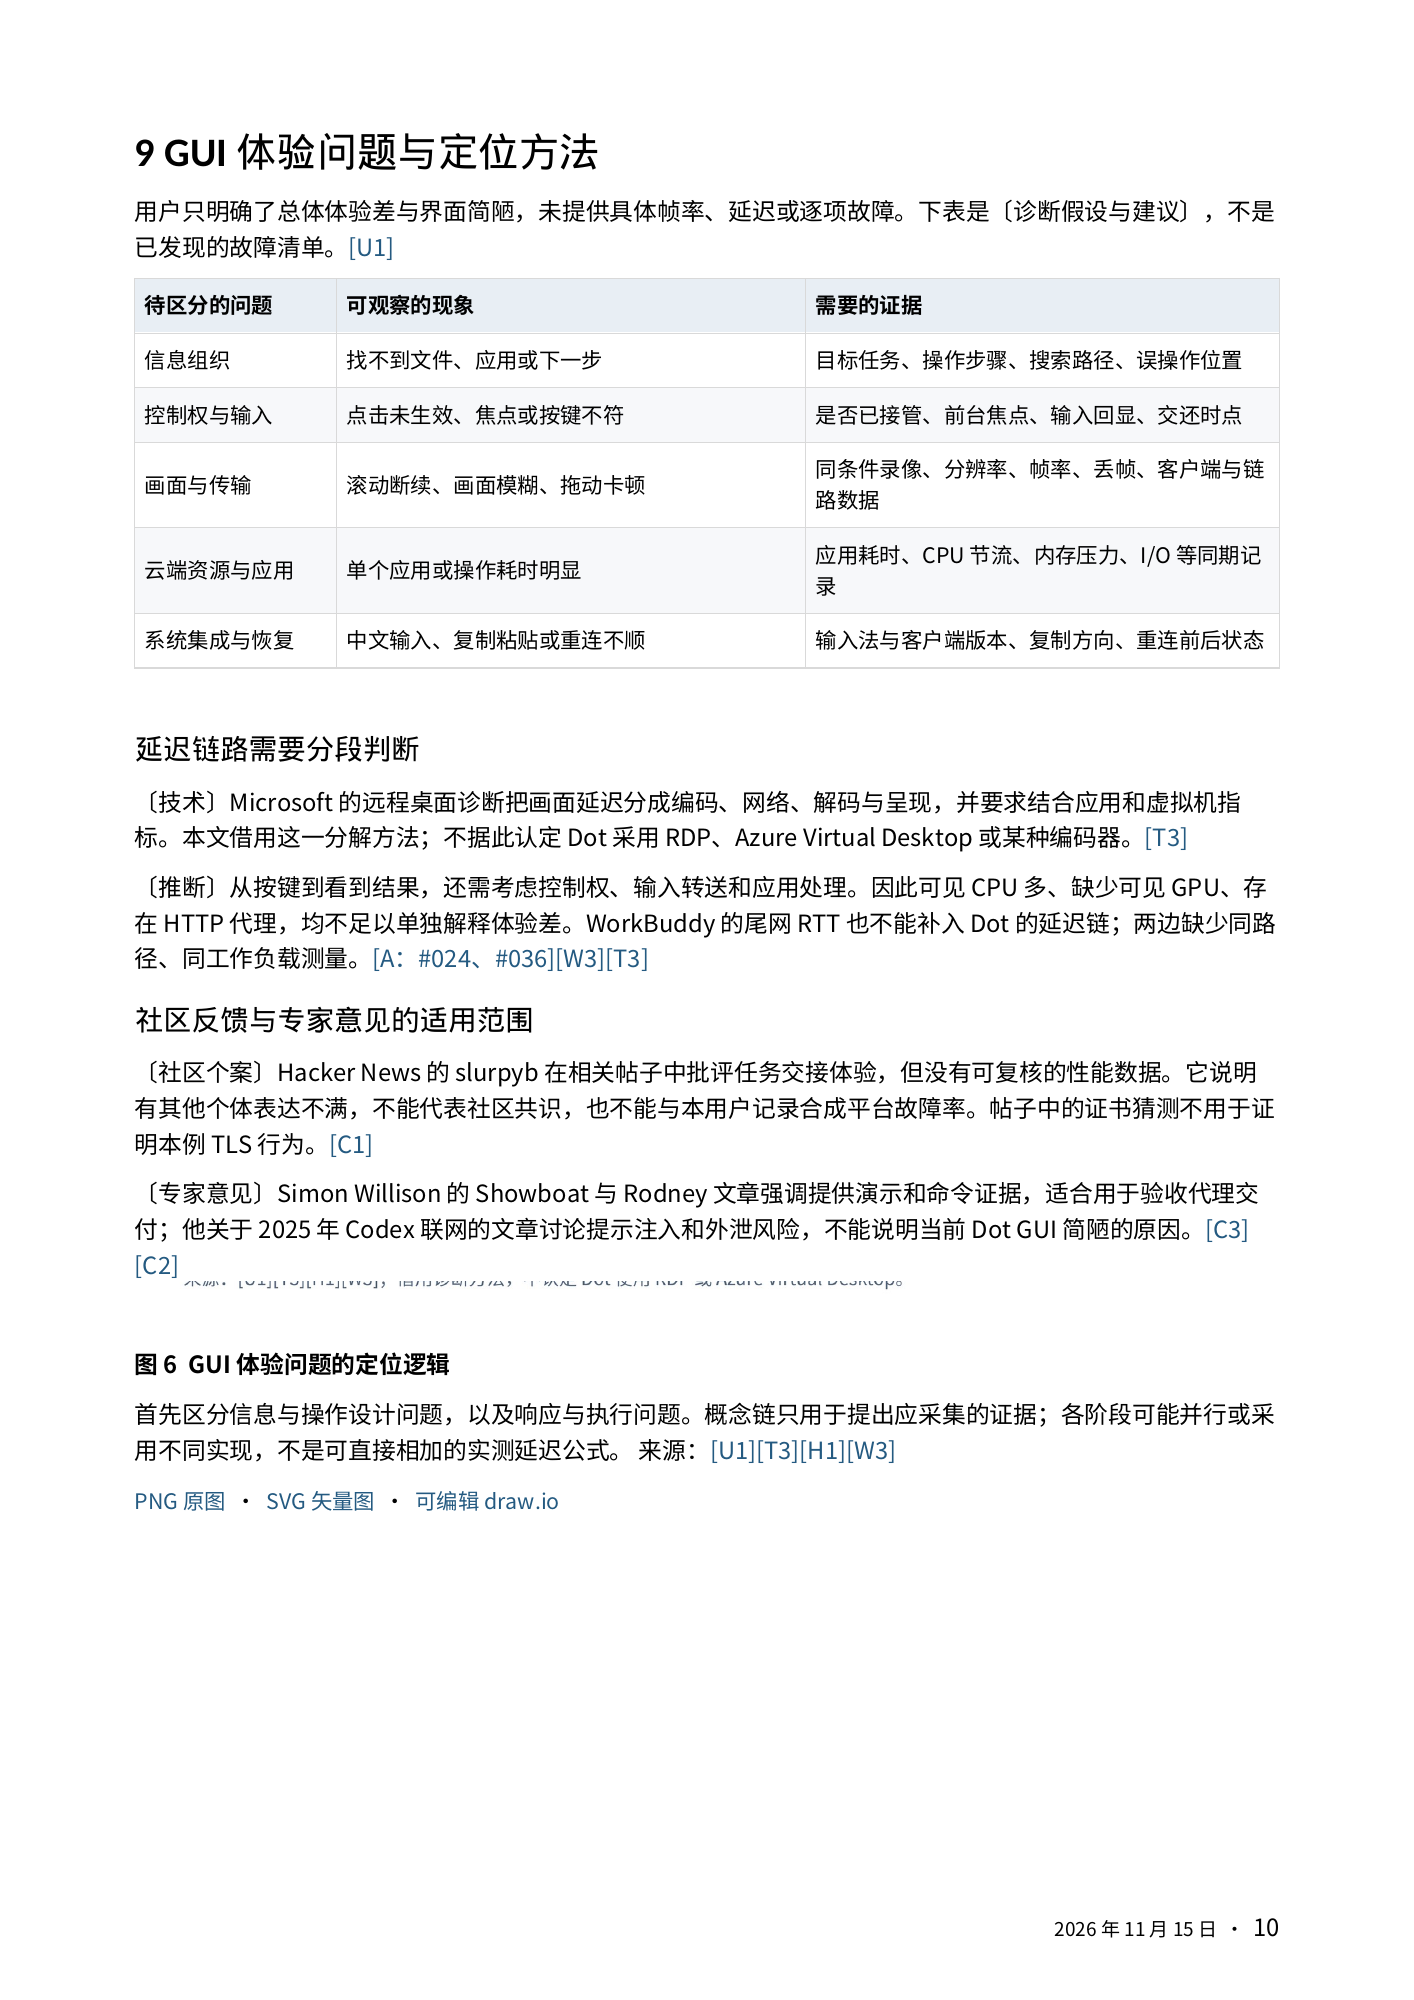 9 GUI 体验问题与定位方法
用户只明确了总体体验差与界面简陋，未提供具体帧率、延迟或逐项故障。下表是〔诊断假设与建议〕，不是
已发现的故障清单。[U1]
待区分的问题 可观察的现象 需要的证据
信息组织 找不到文件、应用或下一步 目标任务、操作步骤、搜索路径、误操作位置
控制权与输入 点击未生效、焦点或按键不符 是否已接管、前台焦点、输入回显、交还时点
画面与传输 滚动断续、画面模糊、拖动卡顿 同条件录像、分辨率、帧率、丢帧、客户端与链
路数据
云端资源与应用 单个应用或操作耗时明显 应用耗时、CPU 节流、内存压力、I/O 等同期记
录
系统集成与恢复 中文输入、复制粘贴或重连不顺 输入法与客户端版本、复制方向、重连前后状态
延迟链路需要分段判断
〔技术〕Microsoft 的远程桌面诊断把画面延迟分成编码、网络、解码与呈现，并要求结合应用和虚拟机指
标。本文借用这一分解方法；不据此认定 Dot 采用 RDP、Azure Virtual Desktop 或某种编码器。[T3]
〔推断〕从按键到看到结果，还需考虑控制权、输入转送和应用处理。因此可见 CPU 多、缺少可见 GPU、存
在 HTTP 代理，均不足以单独解释体验差。WorkBuddy 的尾网 RTT 也不能补入 Dot 的延迟链；两边缺少同路
径、同工作负载测量。[A：#024、#036][W3][T3]
社区反馈与专家意见的适用范围
〔社区个案〕Hacker News 的 slurpyb 在相关帖子中批评任务交接体验，但没有可复核的性能数据。它说明
有其他个体表达不满，不能代表社区共识，也不能与本用户记录合成平台故障率。帖子中的证书猜测不用于证
明本例 TLS 行为。[C1]
〔专家意见〕Simon Willison 的 Showboat 与 Rodney 文章强调提供演示和命令证据，适合用于验收代理交
付；他关于 2025 年 Codex 联网的文章讨论提示注入和外泄风险，不能说明当前 Dot GUI 简陋的原因。[C3]
[C2]
来源：[U1][T3][H1][W3]；借用诊断方法，不认定 Dot 使用 RDP 或 Azure Virtual Desktop。
图 6 GUI 体验问题的定位逻辑
首先区分信息与操作设计问题，以及响应与执行问题。概念链只用于提出应采集的证据；各阶段可能并行或采
用不同实现，不是可直接相加的实测延迟公式。 来源：[U1][T3][H1][W3]
PNG 原图 · SVG 矢量图 · 可编辑 draw.io
2026 年 11 月 15 日 · 10